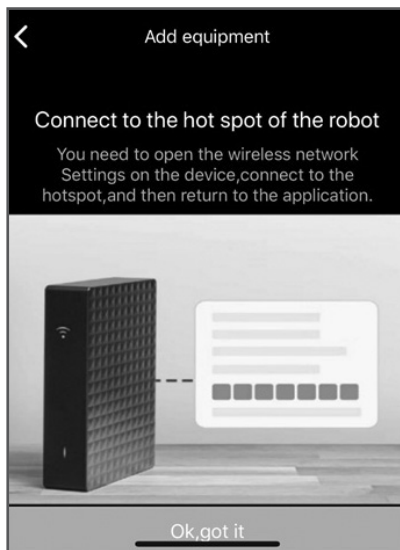 Add equipment
Connect to the hot spot of the robot
You need to open the wireless network
Settings on the device,connect to the
hotspot,and then return to the application.
Ok,got it